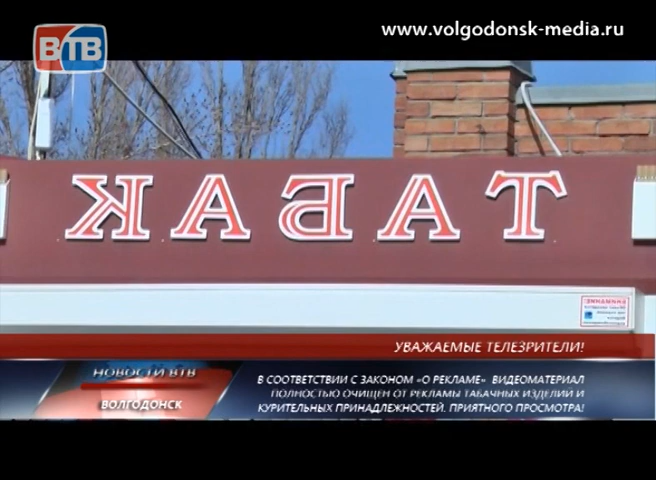 ВТВ
www.volgodonsk-media.ru
ТАБАК
ВНИМАНИЕ!
УВАЖАЕМЫЕ ТЕЛЕЗРИТЕЛИ!
НОВОСТИ ВТВ
ВОЛГОДОНСК
В СООТВЕТСТВИИ С ЗАКОНОМ «О РЕКЛАМЕ» ВИДЕОМАТЕРИАЛ
ПОЛНОСТЬЮ ОЧИЩЕН ОТ РЕКЛАМЫ ТАБАЧНЫХ ИЗДЕЛИЙ И
КУРИТЕЛЬНЫХ ПРИНАДЛЕЖНОСТЕЙ. ПРИЯТНОГО ПРОСМОТРА!